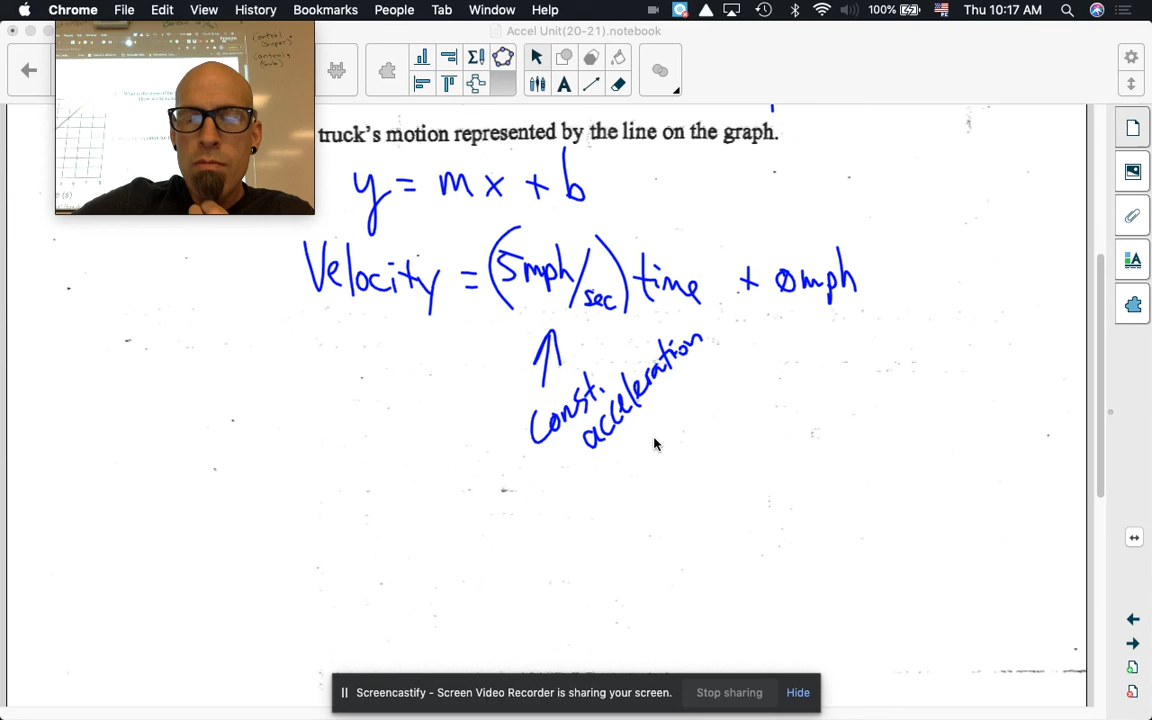 Chrome File Edit View History Bookmarks People Tab Window Help 100% Thu 10:17 AM
Accel Unit(20-21).notebook
truck's motion represented by the line on the graph.
y = mx + b
Velocity = (5mph/sec) time + 0mph
const.
acceleration
Screencastify - Screen Video Recorder is sharing your screen. Stop sharing Hide